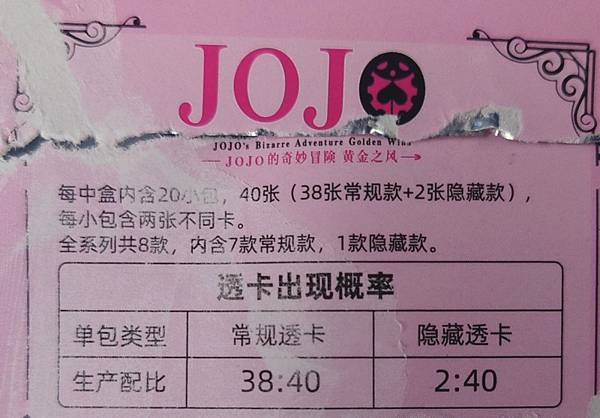 JOJO
JOJO's Bizarre Adventure Golden Wind
JOJO的奇妙冒险 黄金之风
每中盒内含20小包，40张（38张常规款+2张隐藏款），
每小包含两张不同卡。
全系列共8款，内含7款常规款，1款隐藏款。
透卡出现概率
单包类型 常规透卡 隐藏透卡
生产配比 38:40 2:40